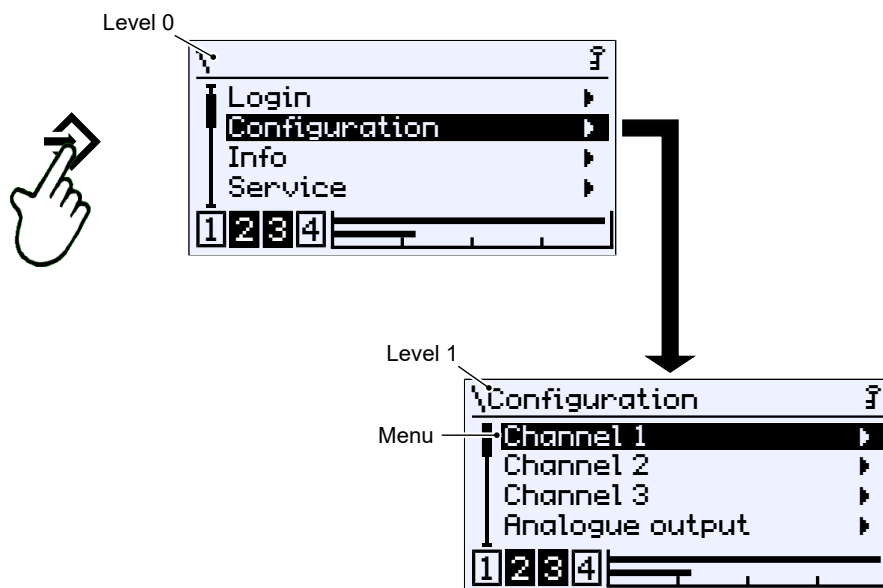 Level 0
\
Login
Configuration
Info
Service
1 2 3 4
Level 1
\Configuration
Menu
Channel 1
Channel 2
Channel 3
Analogue output
1 2 3 4